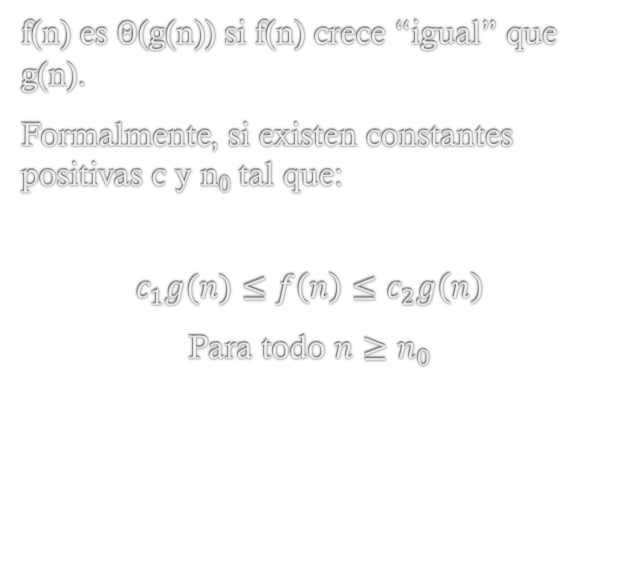 f(n) es Θ(g(n)) si f(n) crece “igual” que
g(n).
Formalmente, si existen constantes
positivas c y n₀ tal que:
c₁g(n) ≤ f(n) ≤ c₂g(n)
Para todo n ≥ n₀